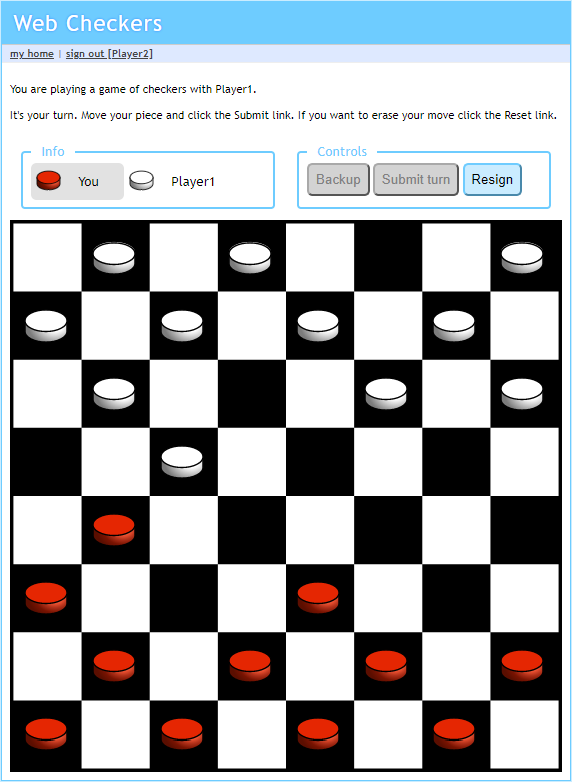 Web Checkers
my home | sign out [Player2]
You are playing a game of checkers with Player1.
It's your turn. Move your piece and click the Submit link. If you want to erase your move click the Reset link.
Info
You Player1
Controls
Backup Submit turn Resign